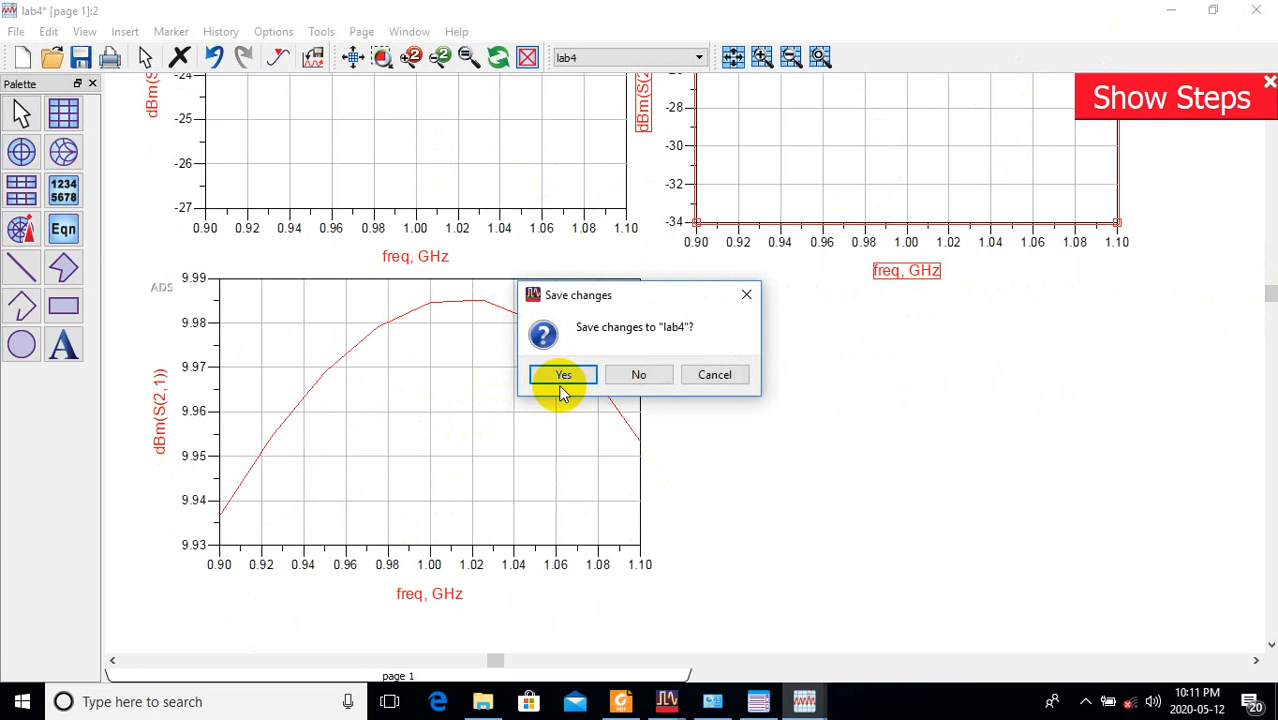 lab4* [page 1]:2
File Edit View Insert Marker History Options Tools Page Window Help
lab4
Palette
Show Steps
1234
5678
Eqn
-24
-25
-26
-27
dBm(S
0.90 0.92 0.94 0.96 0.98 1.00 1.02 1.04 1.06 1.08 1.10
freq, GHz
dBm(S(2
-28
-30
-32
-34
0.90 0.92 0.94 0.96 0.98 1.00 1.02 1.04 1.06 1.08 1.10
freq, GHz
ADS
9.99
9.98
9.97
9.96
9.95
9.94
9.93
dBm(S(2,1))
0.90 0.92 0.94 0.96 0.98 1.00 1.02 1.04 1.06 1.08 1.10
freq, GHz
Save changes
Save changes to "lab4"?
Yes No Cancel
page 1
Type here to search
10:11 PM
2020-05-12
20